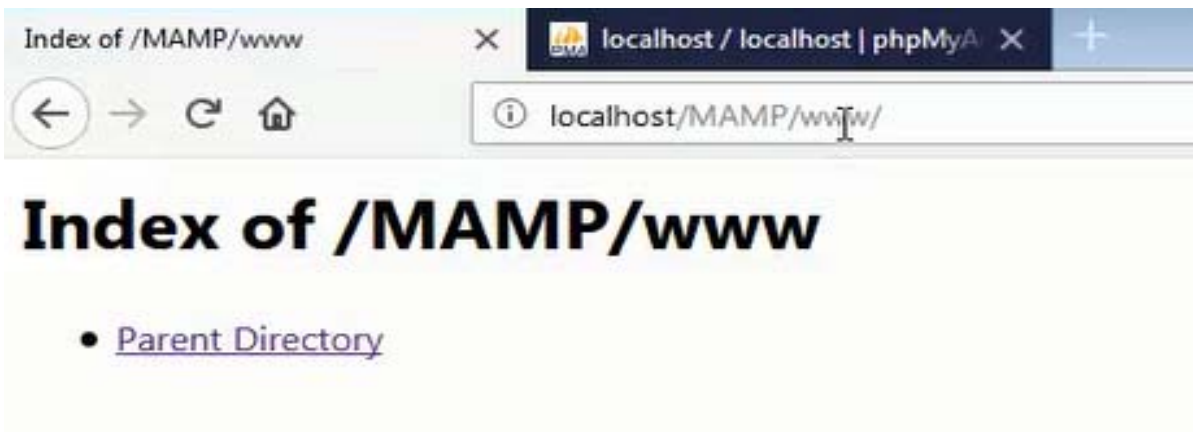 Index of /MAMP/www
localhost / localhost | phpMyA
localhost/MAMP/www/
Index of /MAMP/www
Parent Directory